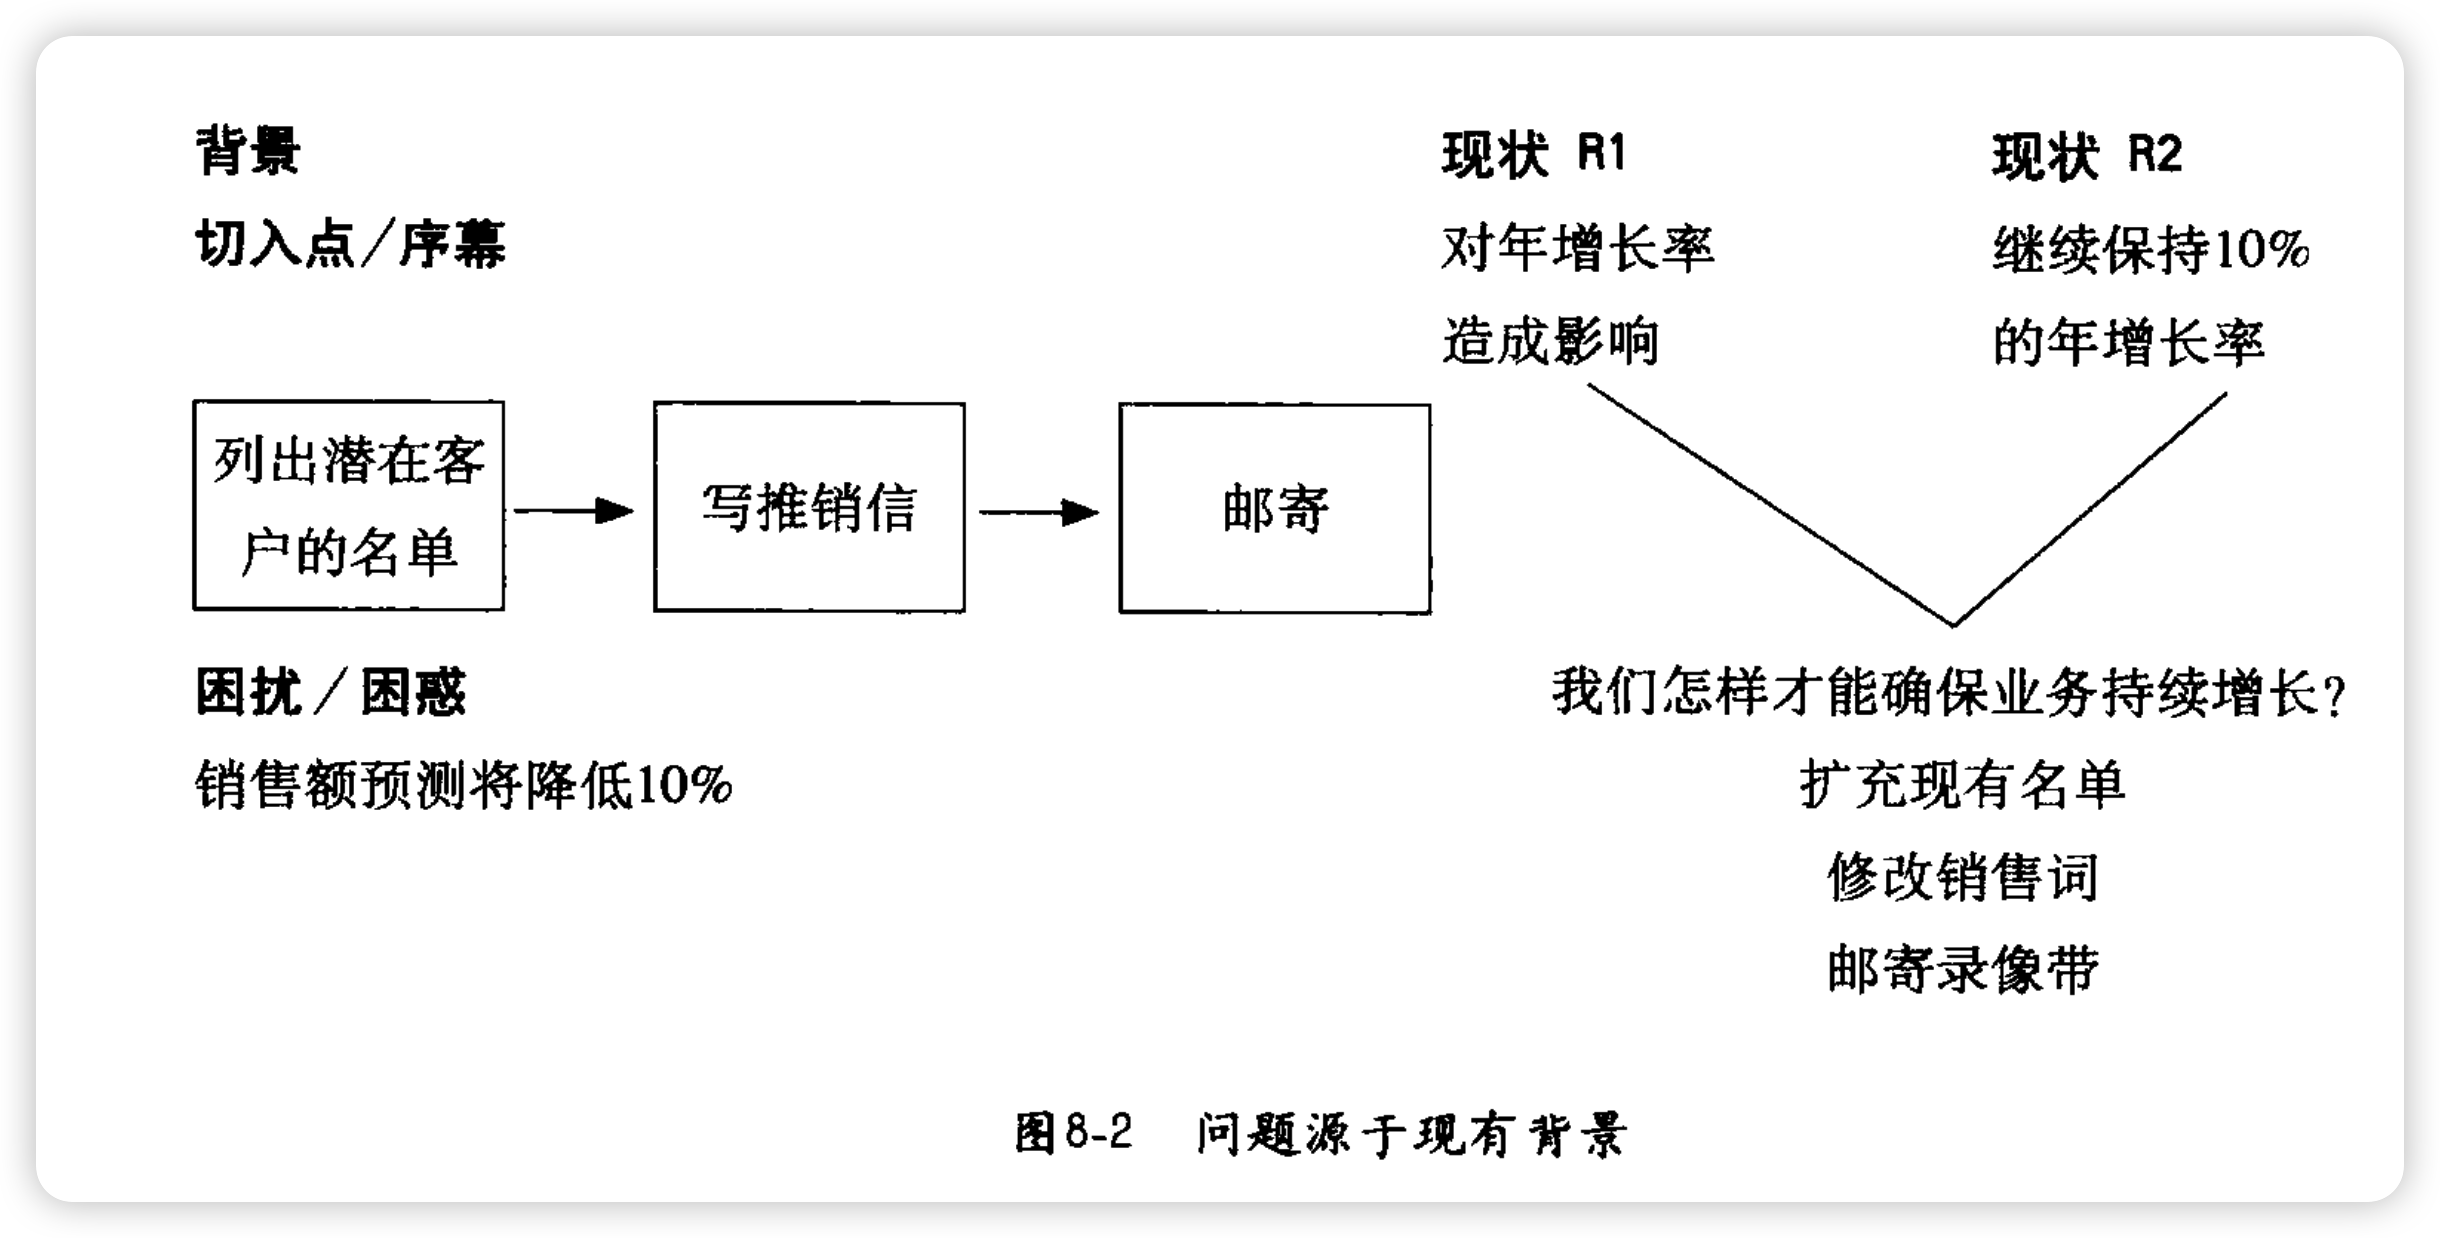 背景
切入点/序幕
列出潜在客
户的名单
写推销信
邮寄
困扰/困惑
销售额预测将降低10%
现状 R1
对年增长率
造成影响
现状 R2
继续保持10%
的年增长率
我们怎样才能确保业务持续增长?
扩充现有名单
修改销售词
邮寄录像带
图8-2 问题源于现有背景